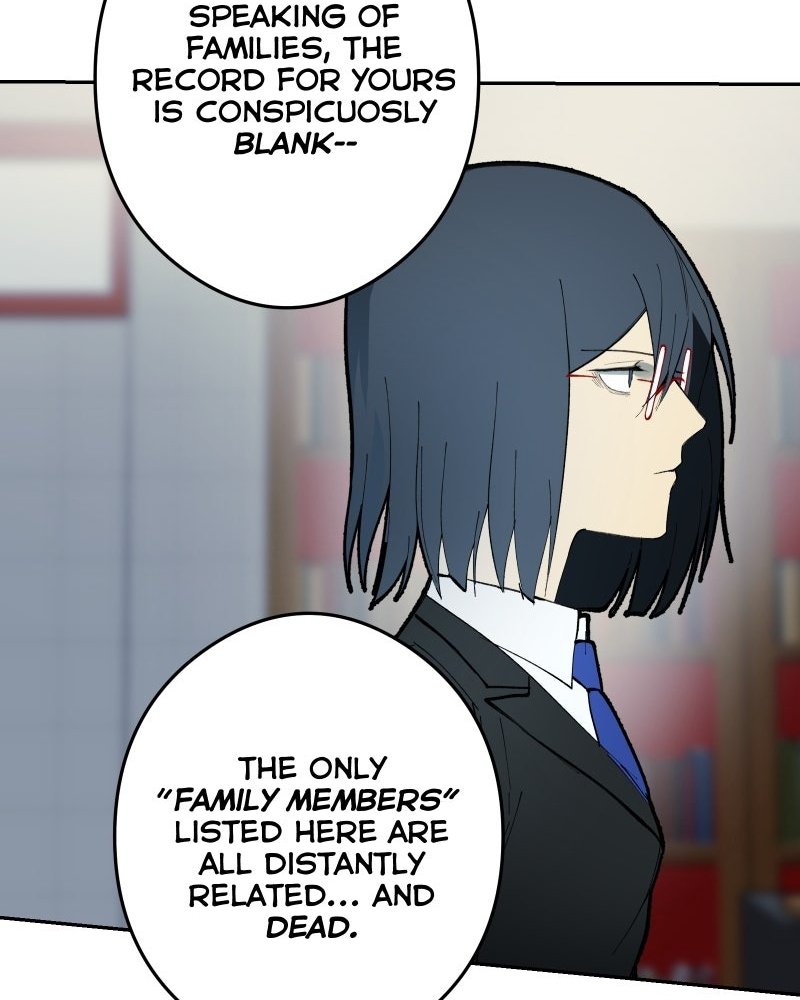 SPEAKING OF
FAMILIES, THE
RECORD FOR YOURS
IS CONSPICUOSLY
BLANK--
THE ONLY
"FAMILY MEMBERS"
LISTED HERE ARE
ALL DISTANTLY
RELATED... AND
DEAD.